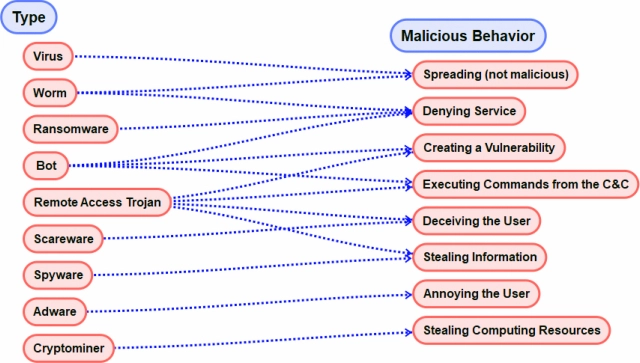 Type
Malicious Behavior
Virus
Worm
Ransomware
Bot
Remote Access Trojan
Scareware
Spyware
Adware
Cryptominer
Spreading (not malicious)
Denying Service
Creating a Vulnerability
Executing Commands from the C&C
Deceiving the User
Stealing Information
Annoying the User
Stealing Computing Resources